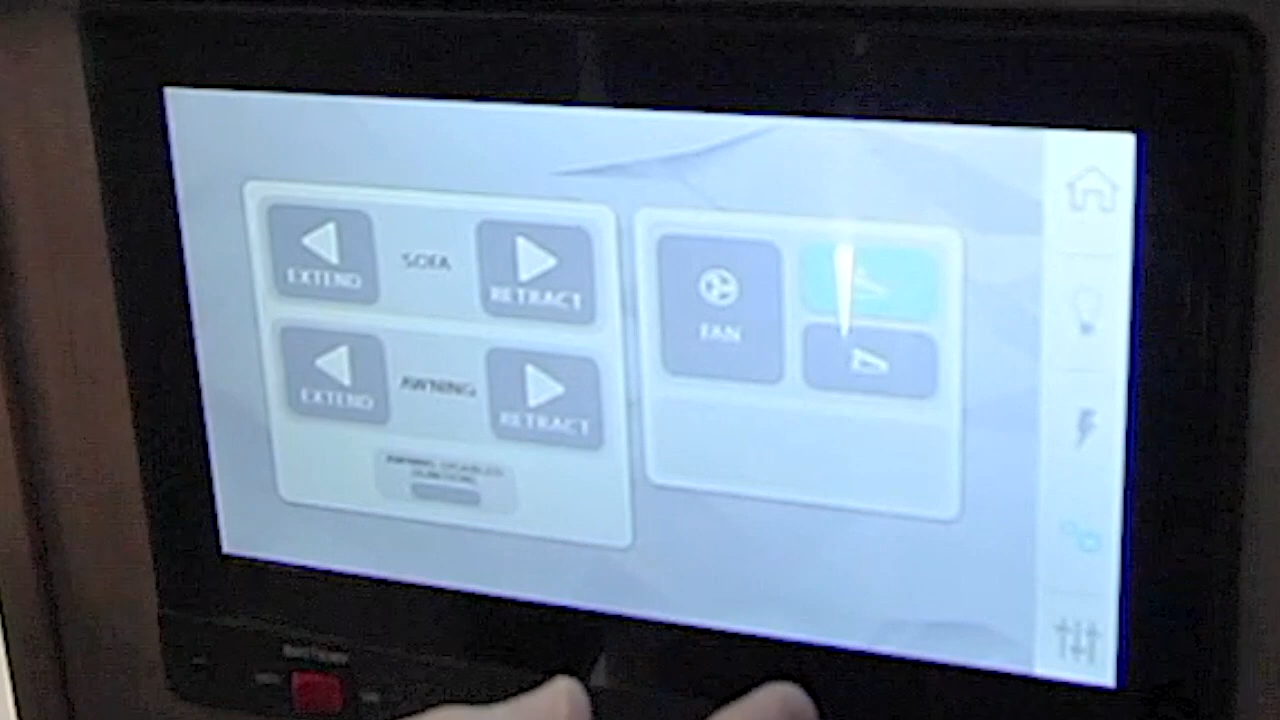 EXTEND
SOFA
RETRACT
EXTEND
AWNING
RETRACT
FAN